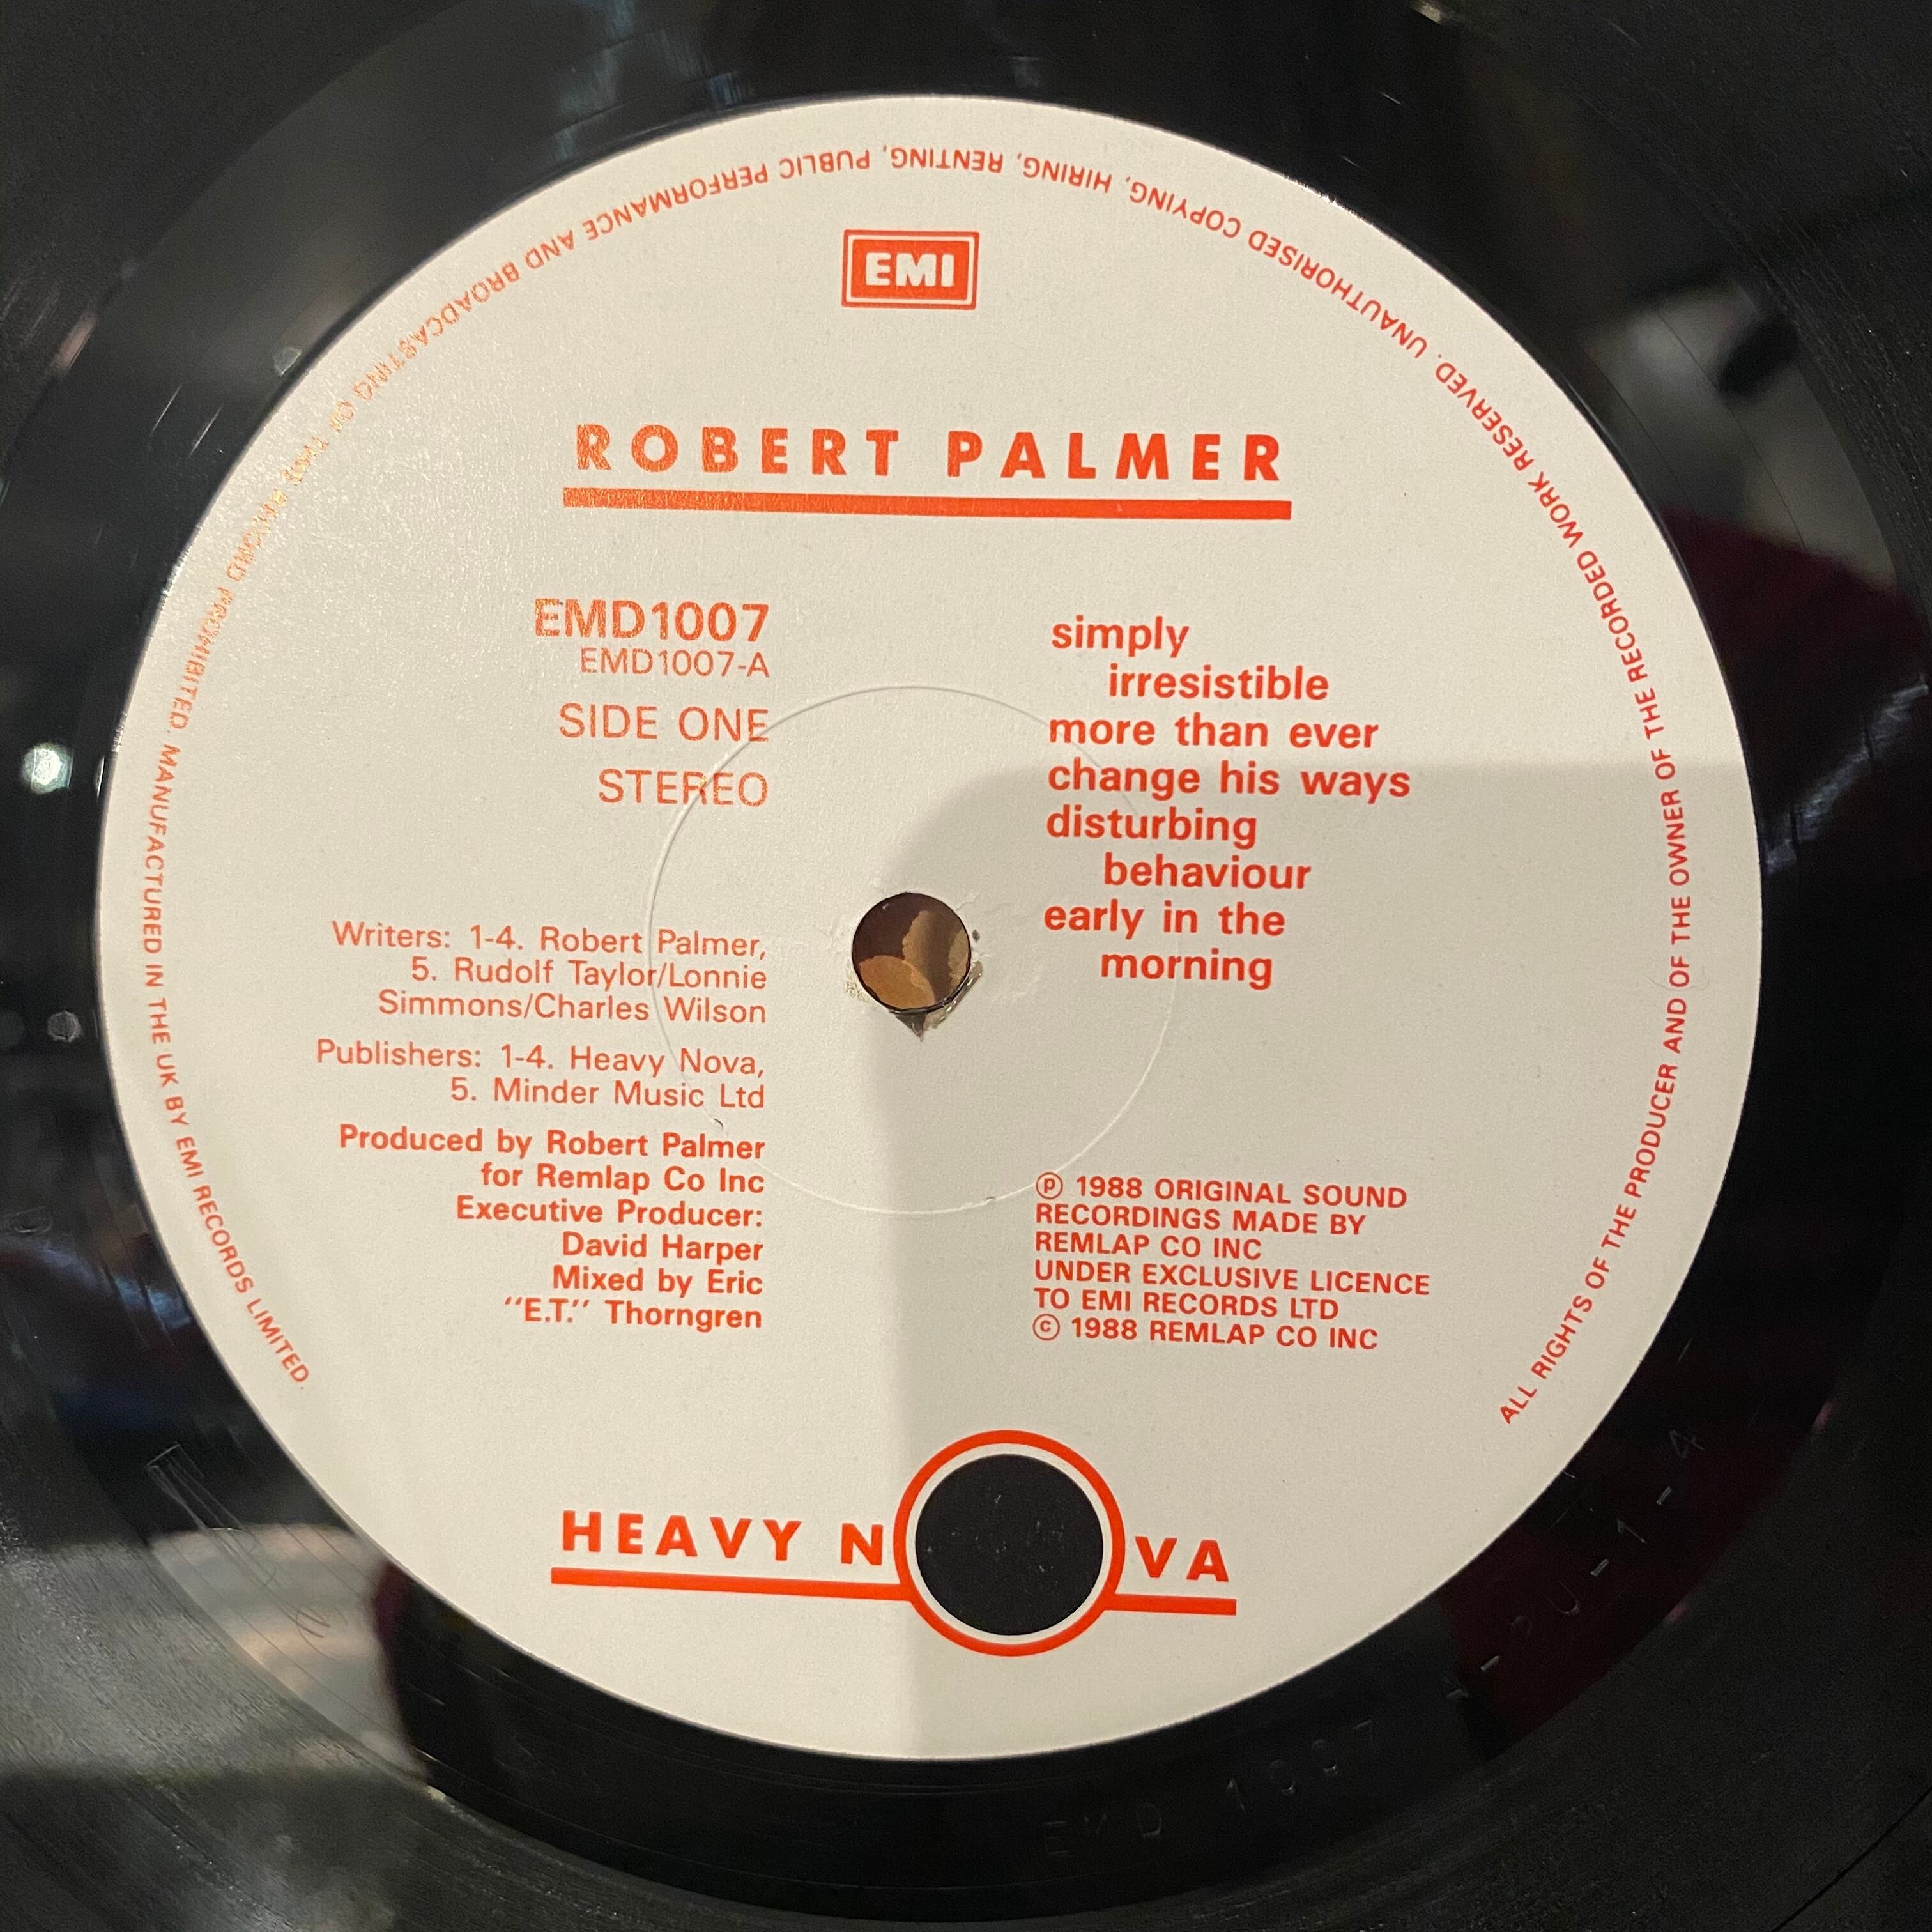 EMI
ROBERT PALMER
EMD1007
EMD1007-A
SIDE ONE
STEREO
simply
irresistible
more than ever
change his ways
disturbing
behaviour
early in the
morning
Writers: 1-4. Robert Palmer,
5. Rudolf Taylor/Lonnie
Simmons/Charles Wilson
Publishers: 1-4. Heavy Nova,
5. Minder Music Ltd
Produced by Robert Palmer
for Remlap Co Inc
Executive Producer:
David Harper
Mixed by Eric
"E.T." Thorngren
Ⓟ 1988 ORIGINAL SOUND
RECORDINGS MADE BY
REMLAP CO INC
UNDER EXCLUSIVE LICENCE
TO EMI RECORDS LTD
© 1988 REMLAP CO INC
HEAVY NOVA
ALL RIGHTS OF THE PRODUCER AND OF THE OWNER OF THE RECORDED WORK RESERVED. UNAUTHORISED COPYING, HIRING, RENTING, PUBLIC PERFORMANCE AND BROADCASTING OF THIS RECORD PROHIBITED. MANUFACTURED IN THE UK BY EMI RECORDS LIMITED.
EMD 1007